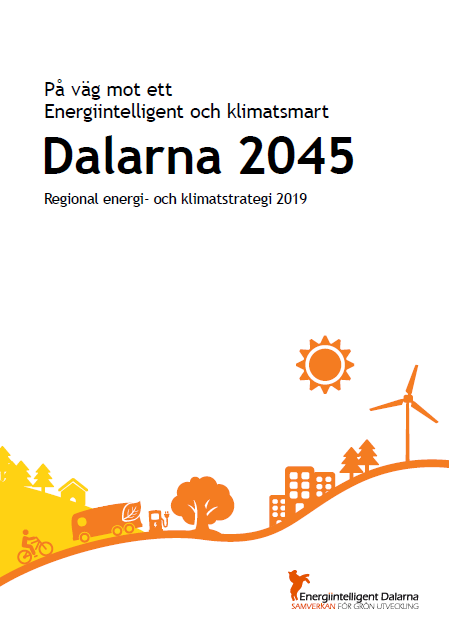 På väg mot ett
Energiintelligent och klimatsmart
Dalarna 2045
Regional energi- och klimatstrategi 2019
Energiintelligent Dalarna
SAMVERKAN FÖR GRÖN UTVECKLING